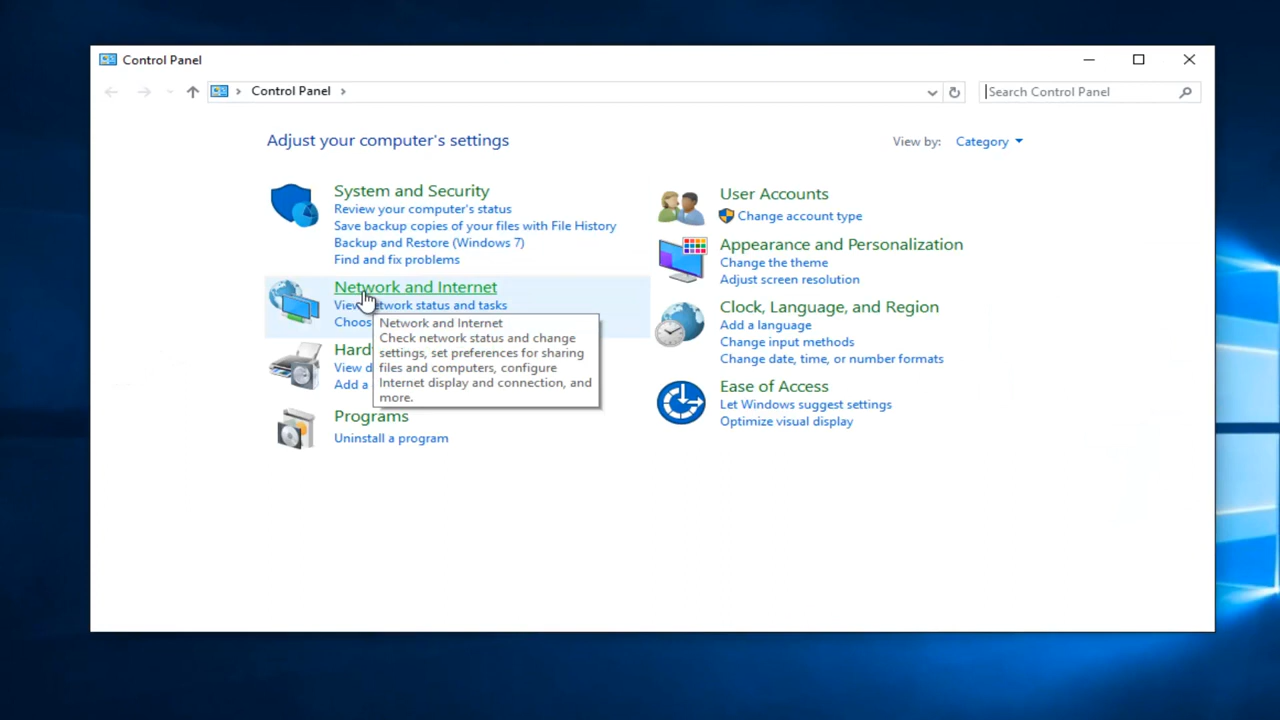 Control Panel
Control Panel
Search Control Panel
Adjust your computer's settings
View by: Category
System and Security
Review your computer's status
Save backup copies of your files with File History
Backup and Restore (Windows 7)
Find and fix problems
Network and Internet
View network status and tasks
Choos
Network and Internet
Check network status and change
settings, set preferences for sharing
files and computers, configure
Internet display and connection, and
more.
Hard
View d
Add a
Programs
Uninstall a program
User Accounts
Change account type
Appearance and Personalization
Change the theme
Adjust screen resolution
Clock, Language, and Region
Add a language
Change input methods
Change date, time, or number formats
Ease of Access
Let Windows suggest settings
Optimize visual display